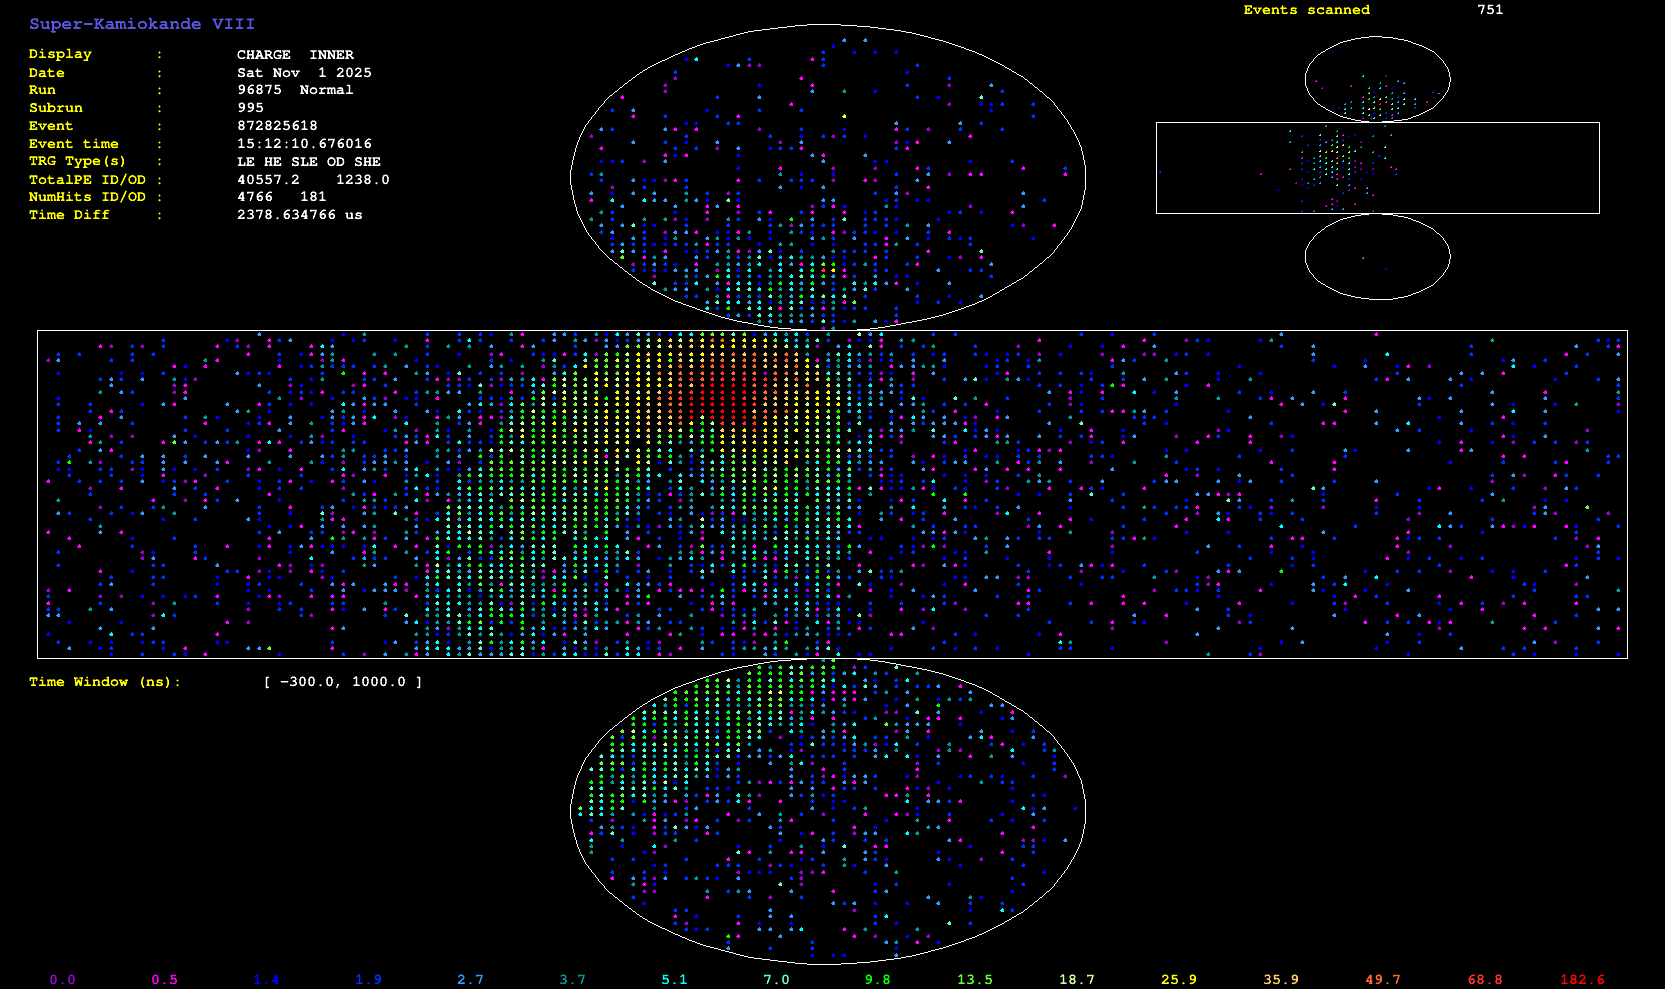 Super-Kamiokande VIII
Events scanned 751
Display : CHARGE INNER
Date : Sat Nov 1 2025
Run : 96875 Normal
Subrun : 995
Event : 872825618
Event time : 15:12:10.676016
TRG Type(s) : LE HE SLE OD SHE
TotalPE ID/OD : 40557.2 1238.0
NumHits ID/OD : 4766 181
Time Diff : 2378.634766 us
Time Window (ns): [ -300.0, 1000.0 ]
0.0 0.5 1.4 1.9 2.7 3.7 5.1 7.0 9.8 13.5 18.7 25.9 35.9 49.7 68.8 182.6